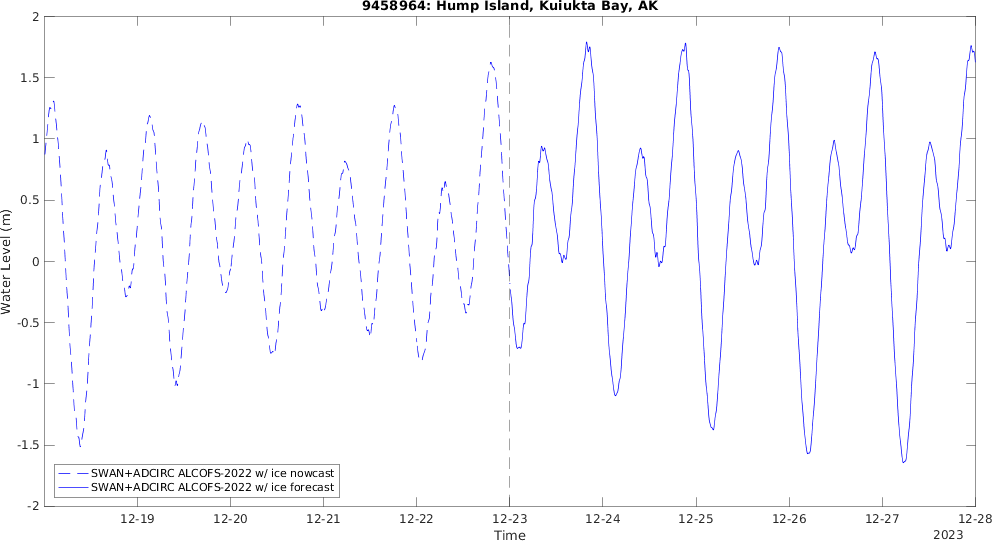 9458964: Hump Island, Kuiukta Bay, AK
Water Level (m)
2
1.5
1
0.5
0
-0.5
-1
-1.5
-2
SWAN+ADCIRC ALCOFS-2022 w/ ice nowcast
SWAN+ADCIRC ALCOFS-2022 w/ ice forecast
12-19 12-20 12-21 12-22 12-23 12-24 12-25 12-26 12-27 12-28
Time
2023